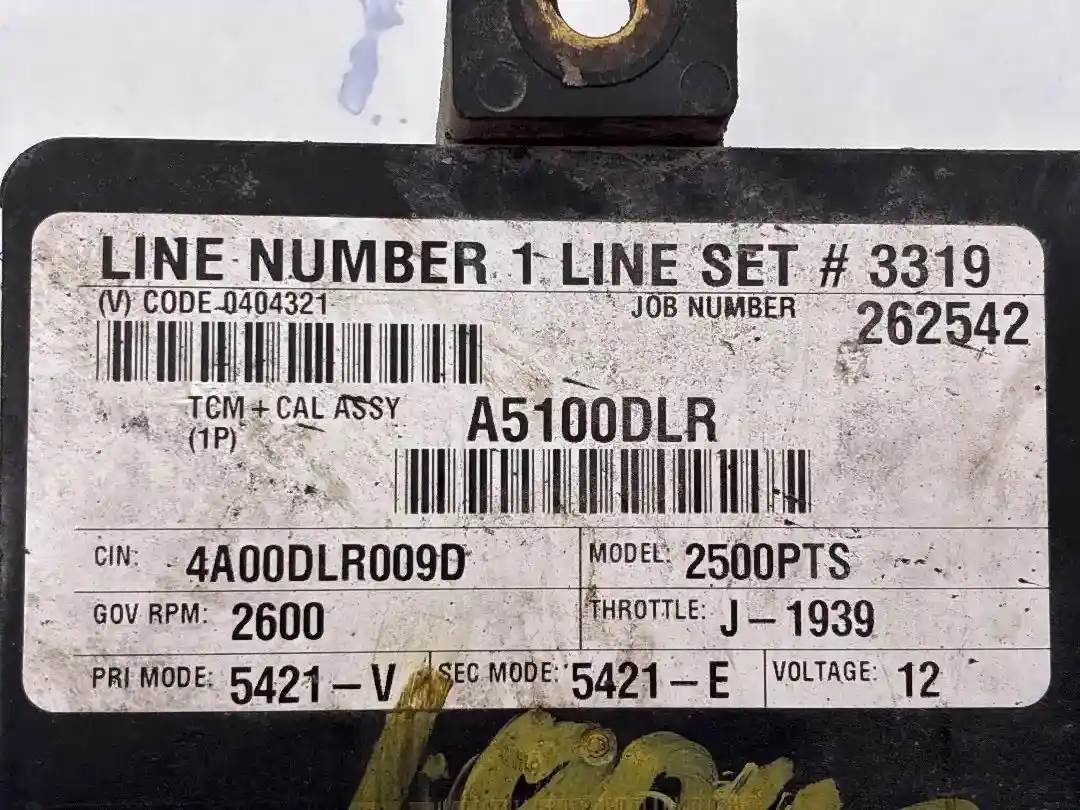 LINE NUMBER 1 LINE SET # 3319
(V) CODE 0404321 JOB NUMBER 262542
TCM + CAL ASSY A5100DLR
(1P)
CIN: 4A00DLR009D MODEL: 2500PTS
GOV RPM: 2600 THROTTLE: J-1939
PRI MODE: 5421-V SEC MODE: 5421-E VOLTAGE: 12